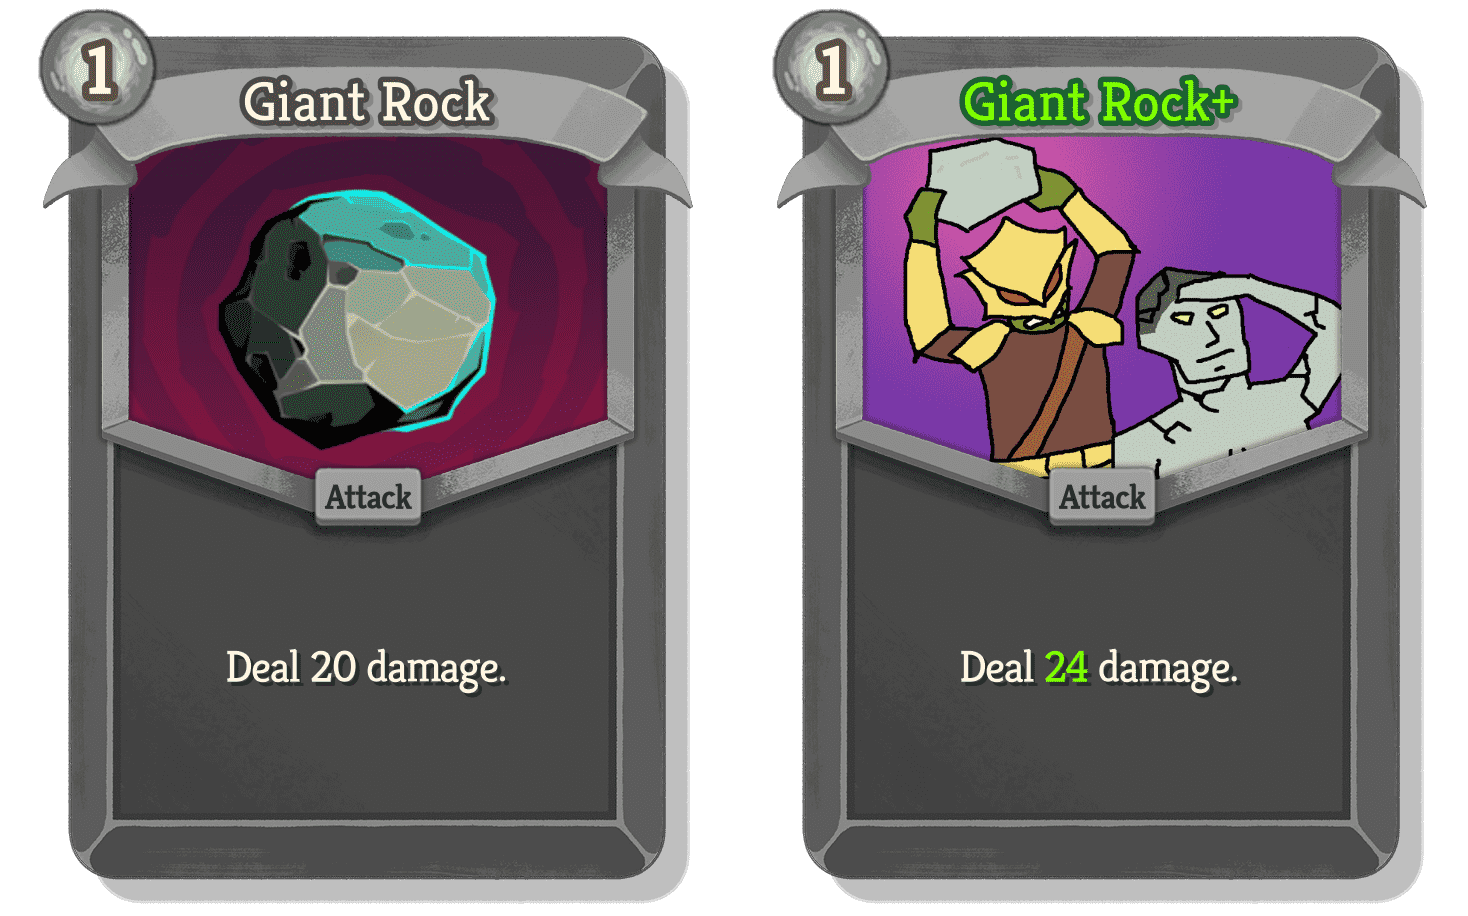 1
Giant Rock
Attack
Deal 20 damage.
1
Giant Rock+
Attack
Deal 24 damage.